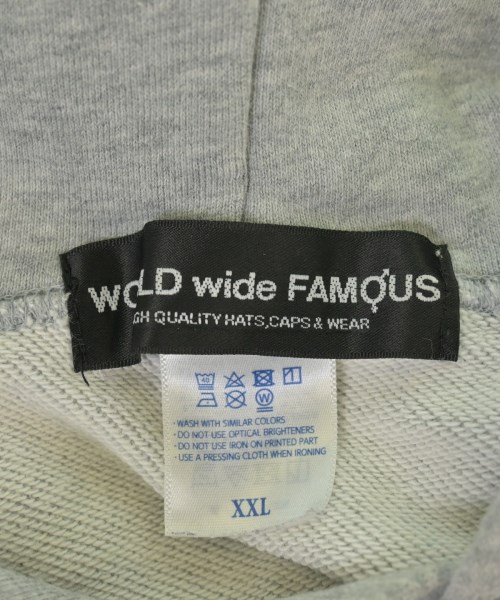 WOLD wide FAMOUS
GH QUALITY HATS,CAPS & WEAR
40
W
· WASH WITH SIMILAR COLORS
· DO NOT USE OPTICAL BRIGHTENERS
· DO NOT USE IRON ON PRINTED PART
· USE A PRESSING CLOTH WHEN IRONING
XXL